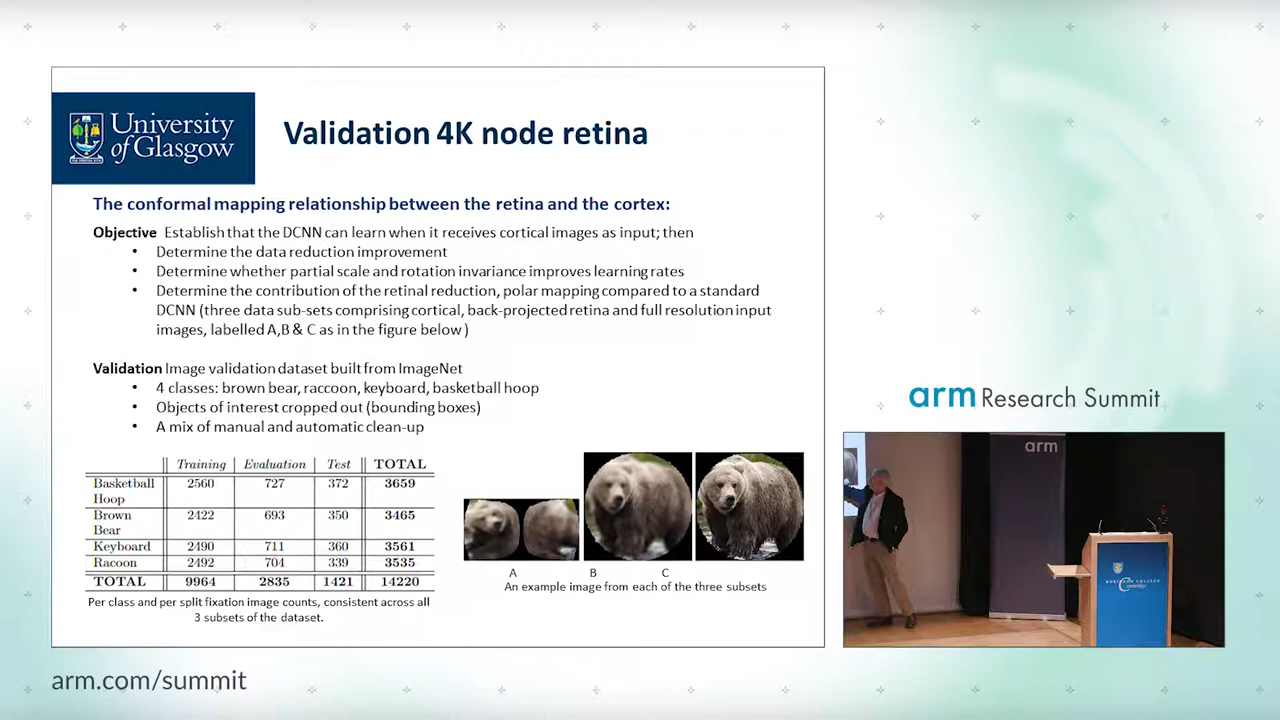 University
of Glasgow
Validation 4K node retina
The conformal mapping relationship between the retina and the cortex:
Objective Establish that the DCNN can learn when it receives cortical images as input; then
• Determine the data reduction improvement
• Determine whether partial scale and rotation invariance improves learning rates
• Determine the contribution of the retinal reduction, polar mapping compared to a standard
DCNN (three data sub-sets comprising cortical, back-projected retina and full resolution input
images, labelled A,B & C as in the figure below )
Validation Image validation dataset built from ImageNet
• 4 classes: brown bear, raccoon, keyboard, basketball hoop
• Objects of interest cropped out (bounding boxes)
• A mix of manual and automatic clean-up
Training Evaluation Test TOTAL
Basketball 2560 727 372 3659
Hoop
Brown 2422 693 350 3465
Bear
Keyboard 2490 711 360 3561
Racoon 2492 704 339 3535
TOTAL 9964 2835 1421 14220
Per class and per split fixation image counts, consistent across all
3 subsets of the dataset.
A B C
An example image from each of the three subsets
arm Research Summit
arm
ROBINSON COLLEGE
Cambridge
arm.com/summit